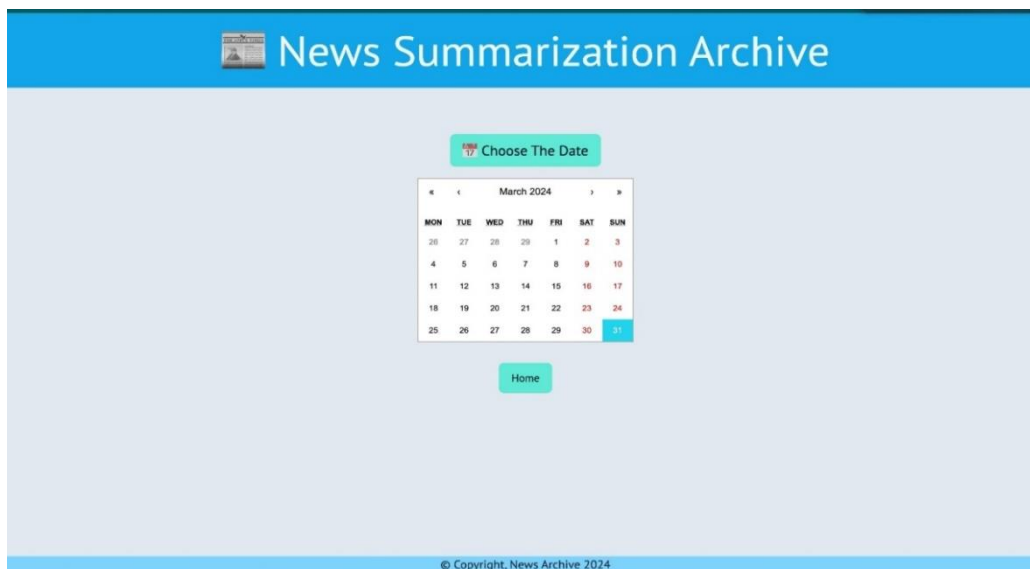 News Summarization Archive
Choose The Date
« ‹ March 2024 › »
MON TUE WED THU FRI SAT SUN
26 27 28 29 1 2 3
4 5 6 7 8 9 10
11 12 13 14 15 16 17
18 19 20 21 22 23 24
25 26 27 28 29 30 31
Home
© Copyright, News Archive 2024